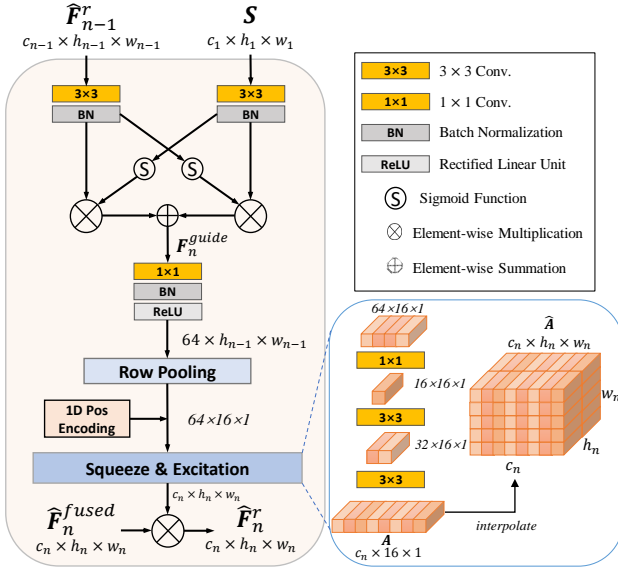 F̂ʳₙ₋₁
cₙ₋₁ × hₙ₋₁ × wₙ₋₁
S
c₁ × h₁ × w₁
3×3
BN
3×3
BN
S
S
F_n^{guide}
1×1
BN
ReLU
64 × hₙ₋₁ × wₙ₋₁
Row Pooling
1D Pos
Encoding
64×16×1
Squeeze & Excitation
cₙ × hₙ × wₙ
F̂_n^{fused}
cₙ × hₙ × wₙ
F̂ʳₙ
cₙ × hₙ × wₙ
3×3
3 × 3 Conv.
1×1
1 × 1 Conv.
BN
Batch Normalization
ReLU
Rectified Linear Unit
S
Sigmoid Function
Element-wise Multiplication
Element-wise Summation
64×16×1
1×1
16×16×1
3×3
32×16×1
3×3
A
cₙ × 16 × 1
interpolate
Â
cₙ × hₙ × wₙ
wₙ
hₙ
cₙ